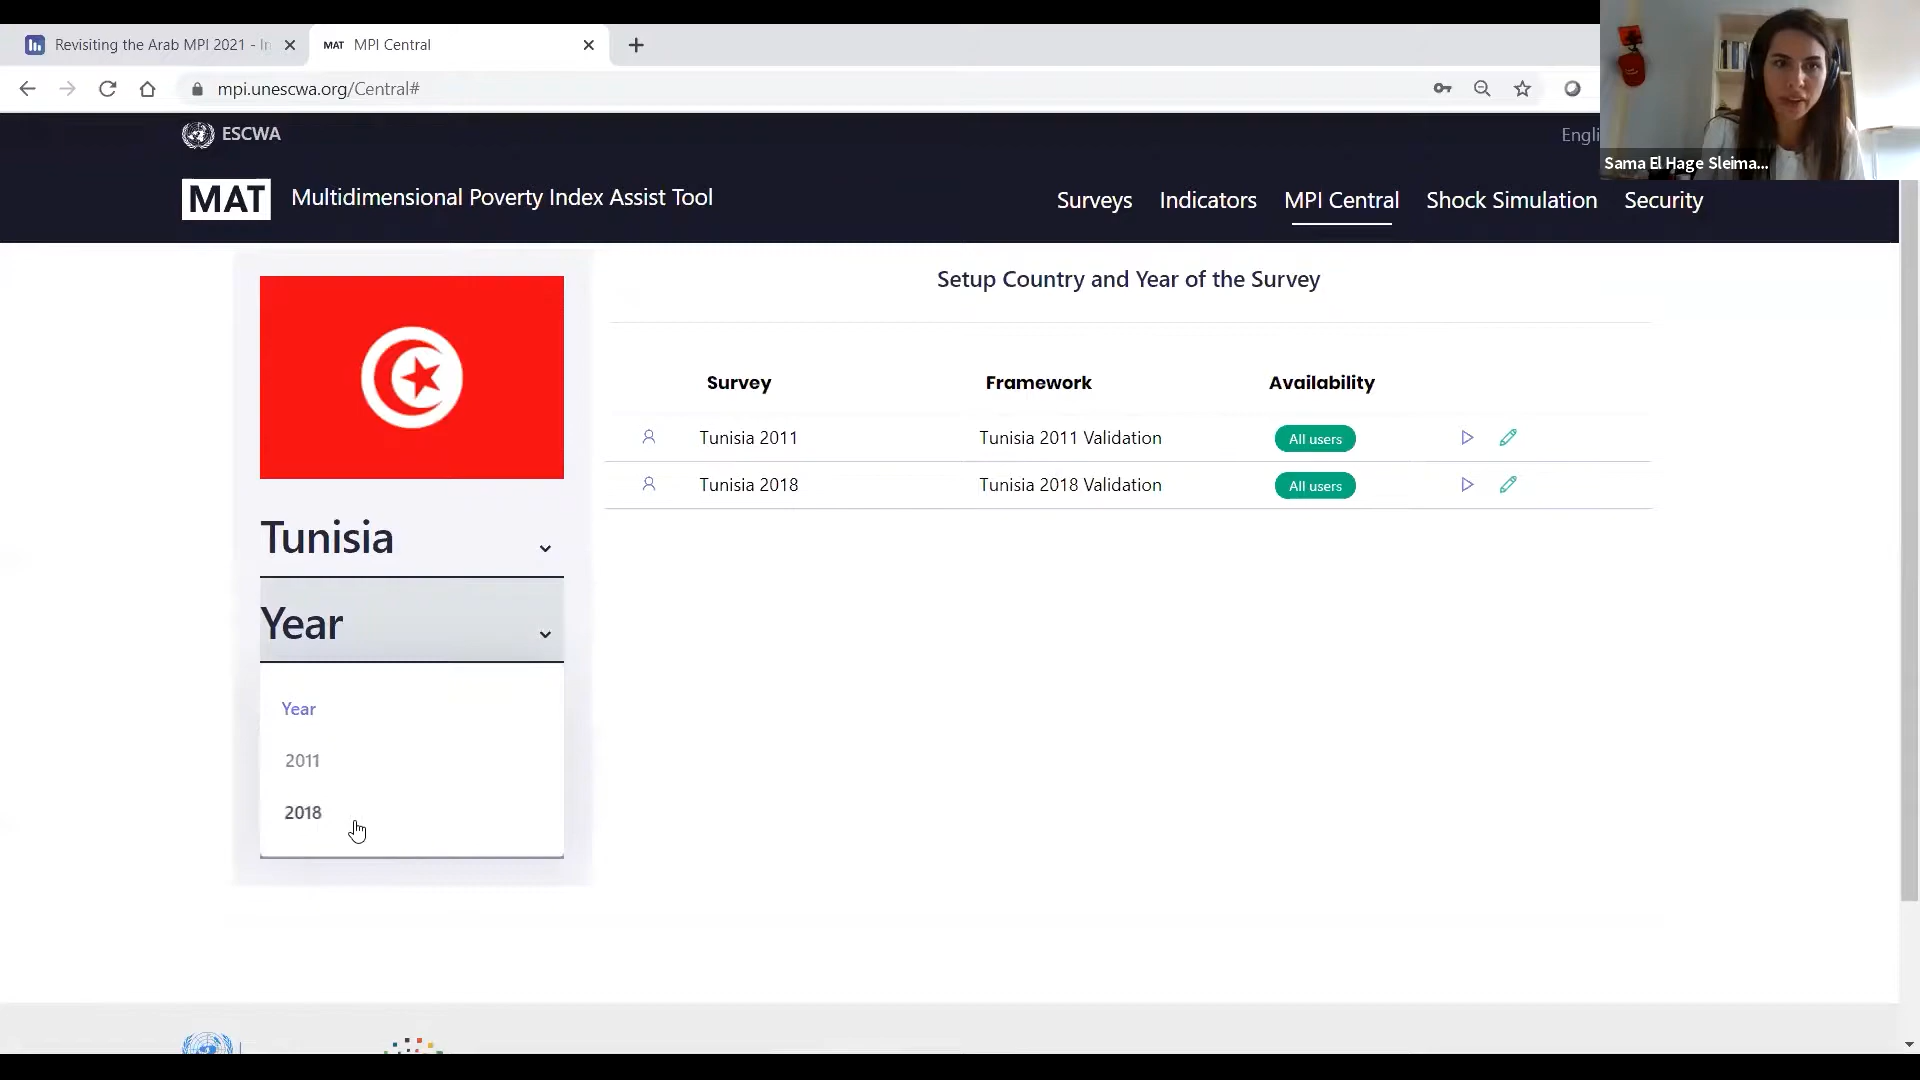 Revisiting the Arab MPI 2021 - In
MAT MPI Central
mpi.unescwa.org/Central#
ESCWA
Engli
Sama El Hage Sleima...
MAT Multidimensional Poverty Index Assist Tool
Surveys Indicators MPI Central Shock Simulation Security
Setup Country and Year of the Survey
Survey Framework Availability
Tunisia 2011 Tunisia 2011 Validation All users
Tunisia 2018 Tunisia 2018 Validation All users
Tunisia
Year
Year
2011
2018